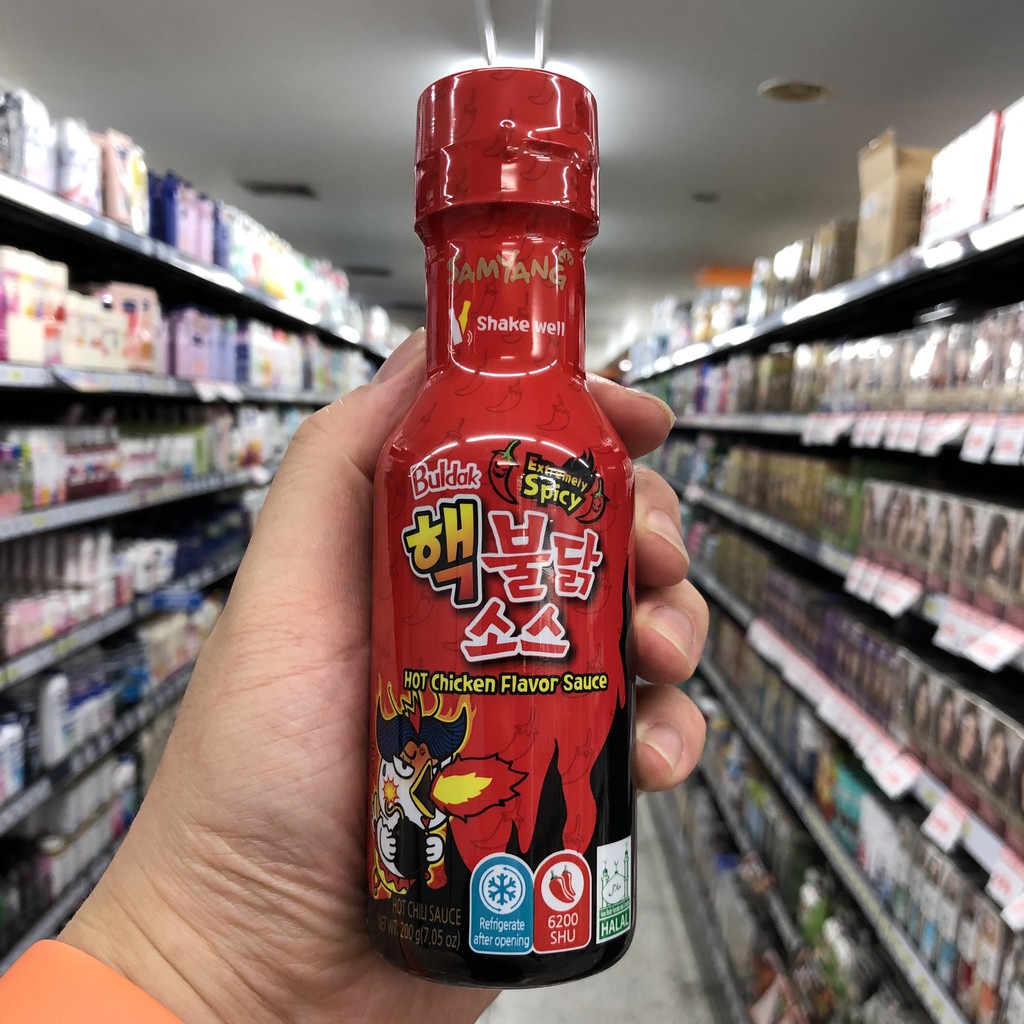 SAMYANG
Shake well
Buldak
Extremely
Spicy
핵불닭
소스
HOT Chicken Flavor Sauce
HOT CHILI SAUCE
NET WT. 200 g(7.05 oz)
Refrigerate
after opening
6200
SHU
HALAL